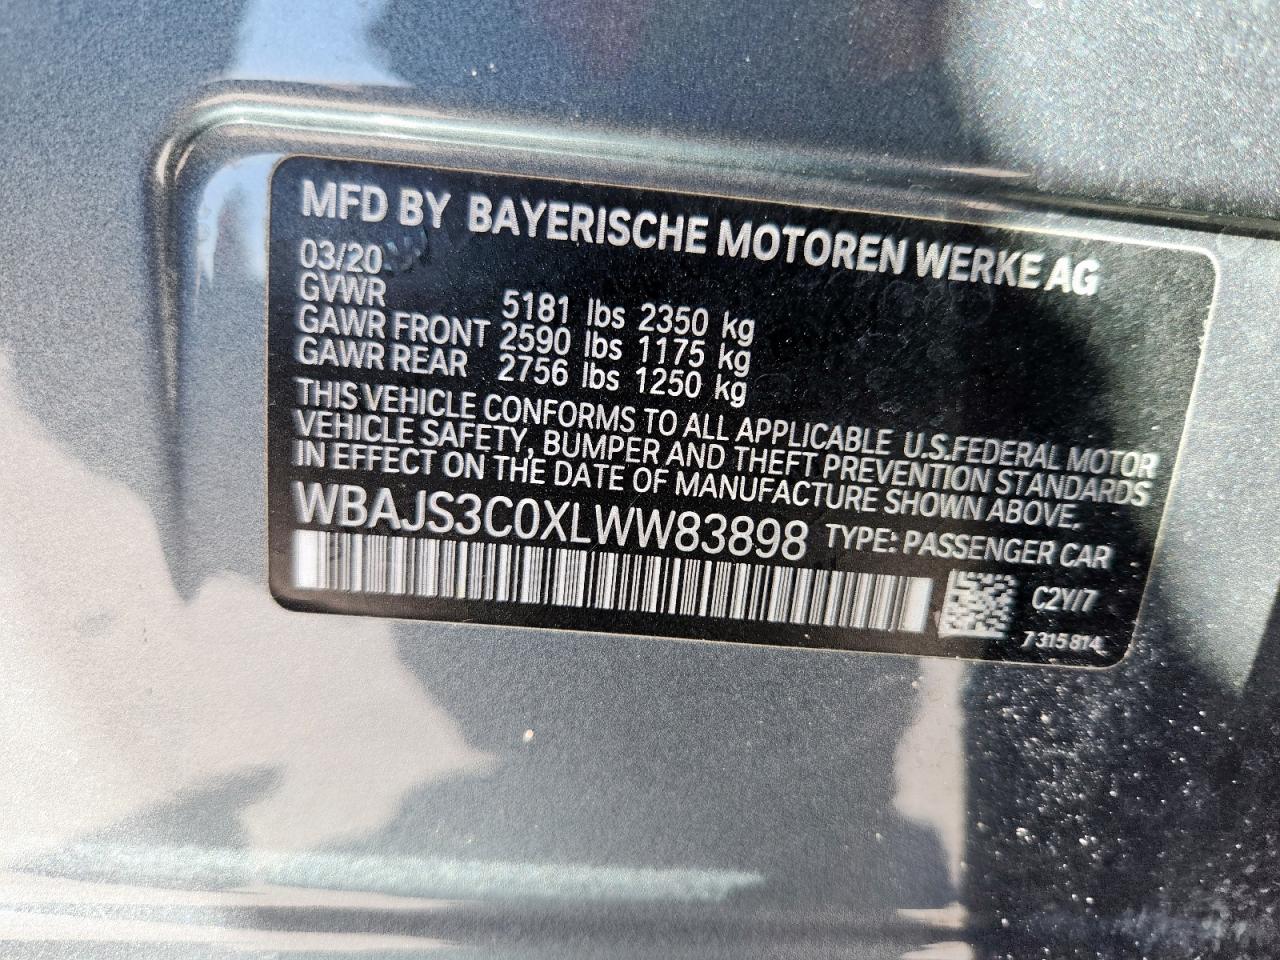 MFD BY BAYERISCHE MOTOREN WERKE AG
03/20
GVWR 5181 lbs 2350 kg
GAWR FRONT 2590 lbs 1175 kg
GAWR REAR 2756 lbs 1250 kg
THIS VEHICLE CONFORMS TO ALL APPLICABLE U.S.FEDERAL MOTOR
VEHICLE SAFETY, BUMPER AND THEFT PREVENTION STANDARDS
IN EFFECT ON THE DATE OF MANUFACTURE SHOWN ABOVE.
WBAJS3C0XLWW83898 TYPE: PASSENGER CAR
C2Y/7
7 315 814